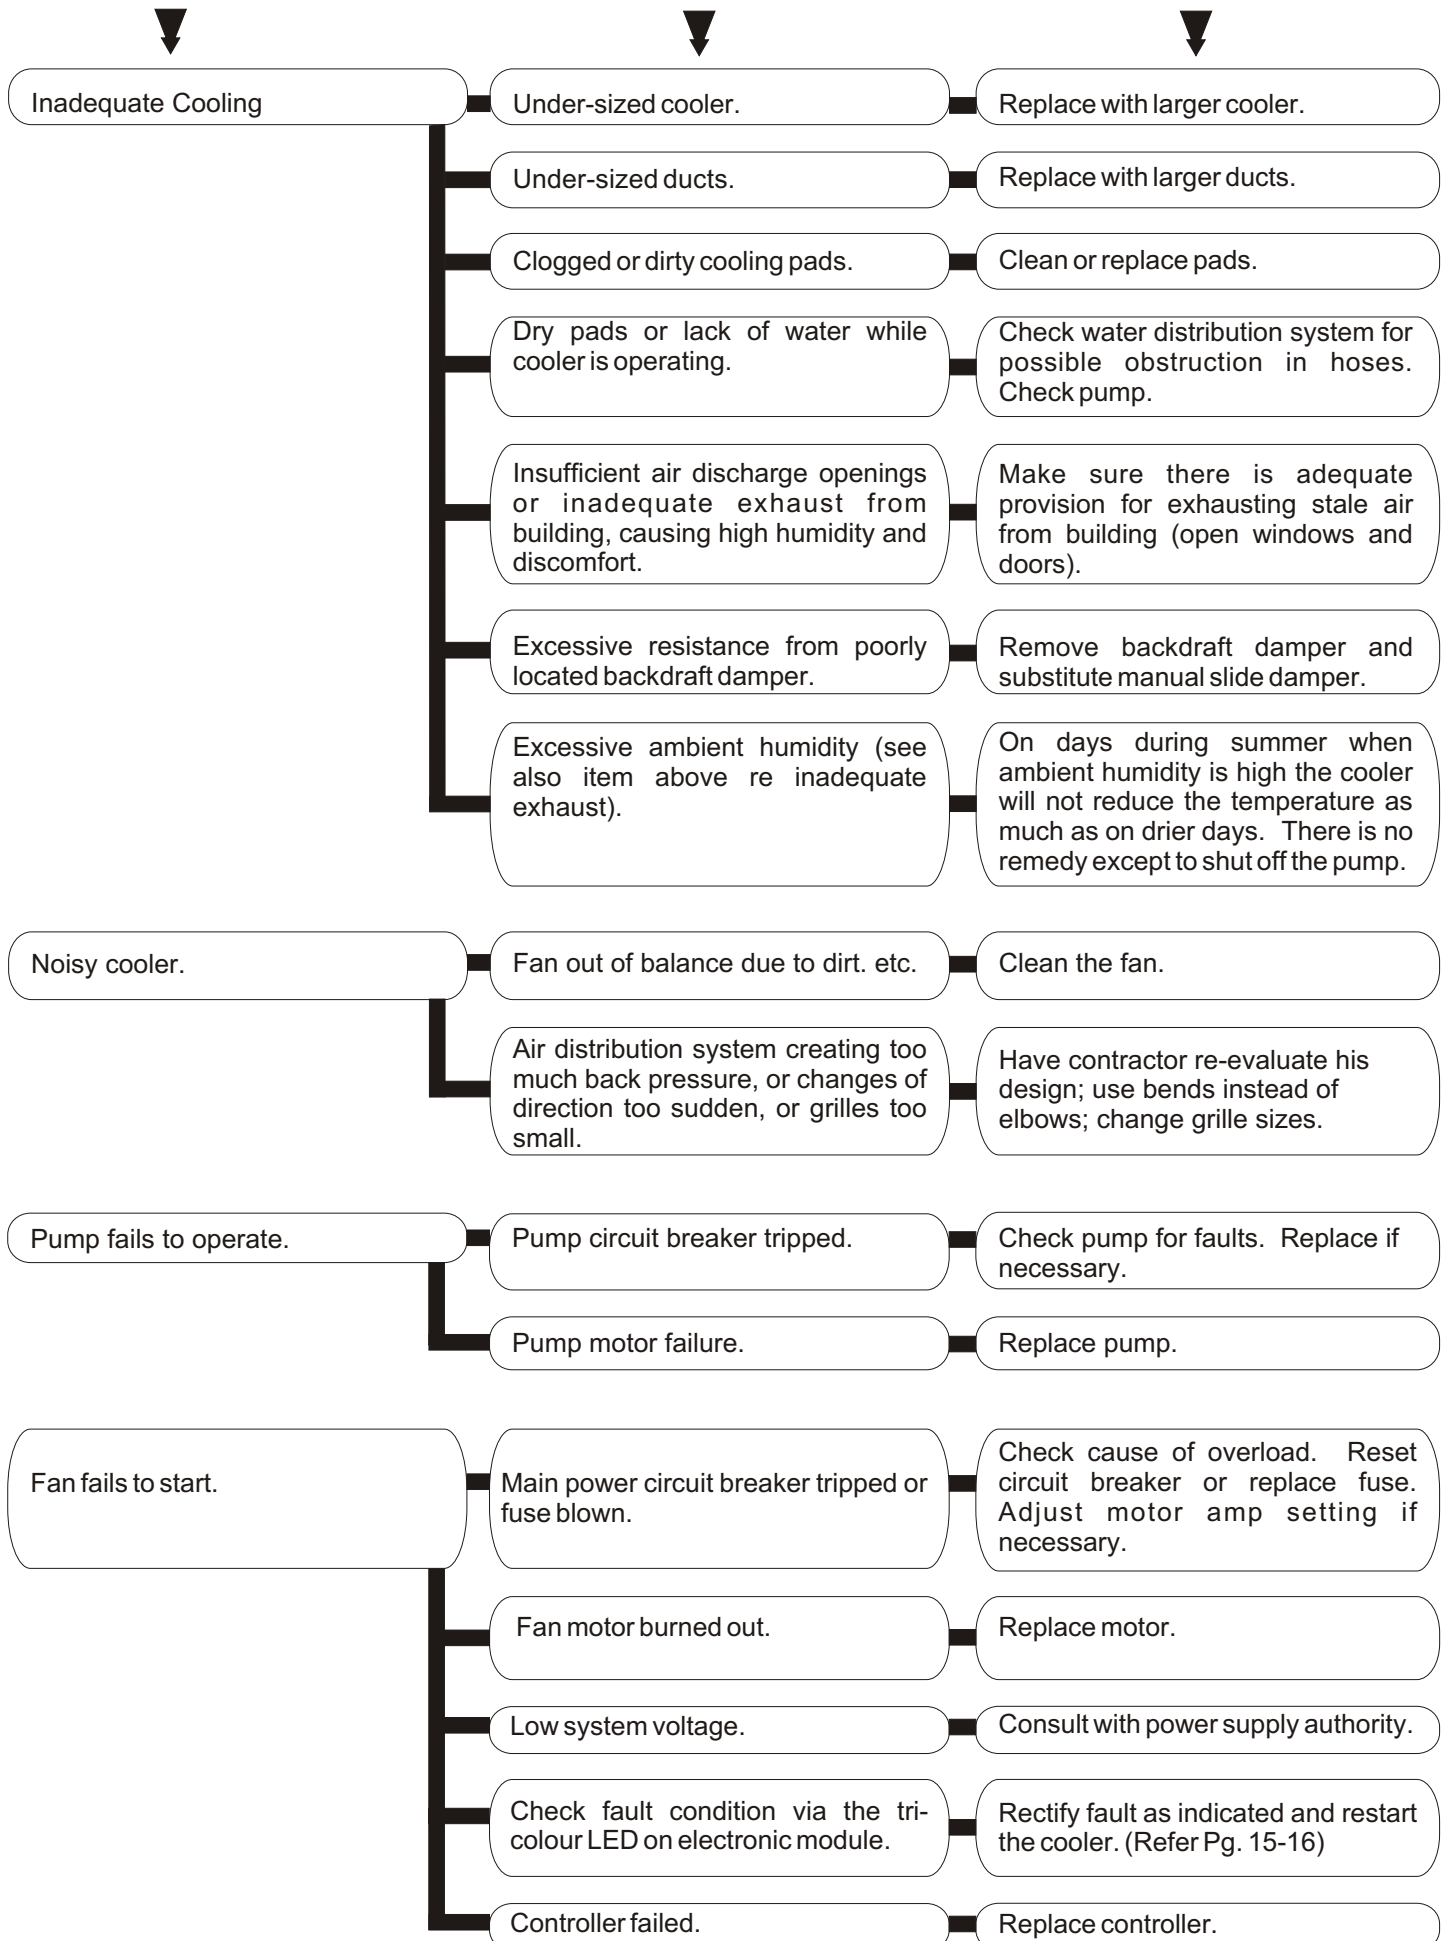 Inadequate Cooling
Under-sized cooler.
Replace with larger cooler.
Under-sized ducts.
Replace with larger ducts.
Clogged or dirty cooling pads.
Clean or replace pads.
Dry pads or lack of water while
cooler is operating.
Check water distribution system for
possible obstruction in hoses.
Check pump.
Insufficient air discharge openings
or inadequate exhaust from
building, causing high humidity and
discomfort.
Make sure there is adequate
provision for exhausting stale air
from building (open windows and
doors).
Excessive resistance from poorly
located backdraft damper.
Remove backdraft damper and
substitute manual slide damper.
Excessive ambient humidity (see
also item above re inadequate
exhaust).
On days during summer when
ambient humidity is high the cooler
will not reduce the temperature as
much as on drier days. There is no
remedy except to shut off the pump.
Noisy cooler.
Fan out of balance due to dirt. etc.
Clean the fan.
Air distribution system creating too
much back pressure, or changes of
direction too sudden, or grilles too
small.
Have contractor re-evaluate his
design; use bends instead of
elbows; change grille sizes.
Pump fails to operate.
Pump circuit breaker tripped.
Check pump for faults. Replace if
necessary.
Pump motor failure.
Replace pump.
Fan fails to start.
Main power circuit breaker tripped or
fuse blown.
Check cause of overload. Reset
circuit breaker or replace fuse.
Adjust motor amp setting if
necessary.
Fan motor burned out.
Replace motor.
Low system voltage.
Consult with power supply authority.
Check fault condition via the tri-
colour LED on electronic module.
Rectify fault as indicated and restart
the cooler. (Refer Pg. 15-16)
Controller failed.
Replace controller.